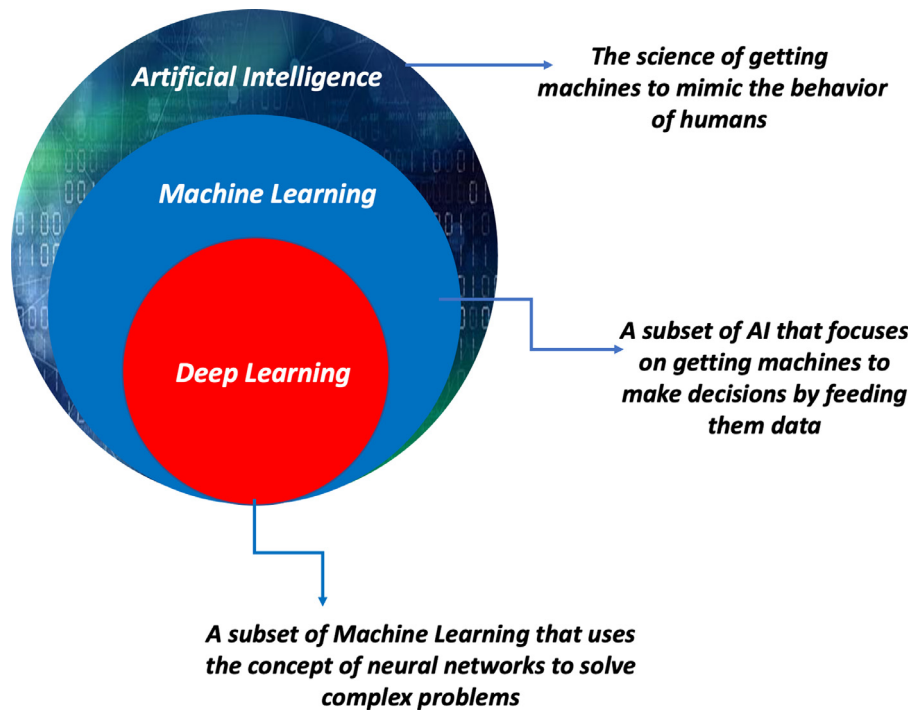 Artificial Intelligence
The science of getting
machines to mimic the behavior
of humans
Machine Learning
A subset of AI that focuses
on getting machines to
make decisions by feeding
them data
Deep Learning
A subset of Machine Learning that uses
the concept of neural networks to solve
complex problems